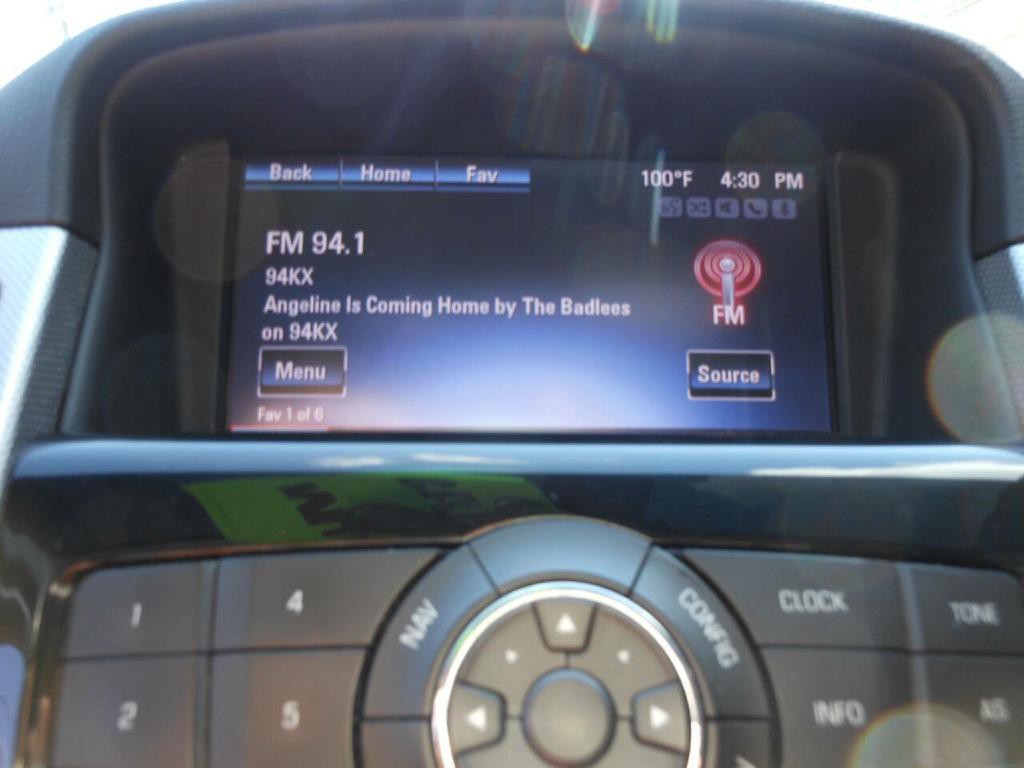 Back Home Fav
100°F 4:30 PM
FM 94.1
94KX
Angeline Is Coming Home by The Badlees
on 94KX
FM
Menu
Source
Fav 1 of 6
1 4 NAV CONFIG CLOCK TONE
2 5 INFO AS